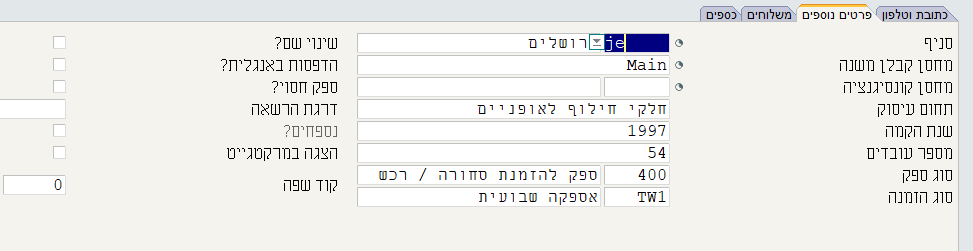 כתובת וטלפון פרטים נוספים משלוחים כספים
סניף je רושלים שינוי שם?
מחסן קבלן משנה Main הדפסות באנגלית?
מחסן קונסיגנציה ספק חסוי?
תחום עיסוק חלקי חילוף לאופניים דרגת הרשאה
שנת הקמה 1997 נספחים?
מספר עובדים 54 הצגה במרקטגייט
סוג ספק 400 ספק להזמנת סחורה / רכש קוד שפה 0
סוג הזמנה TW1 אספקה שבועית